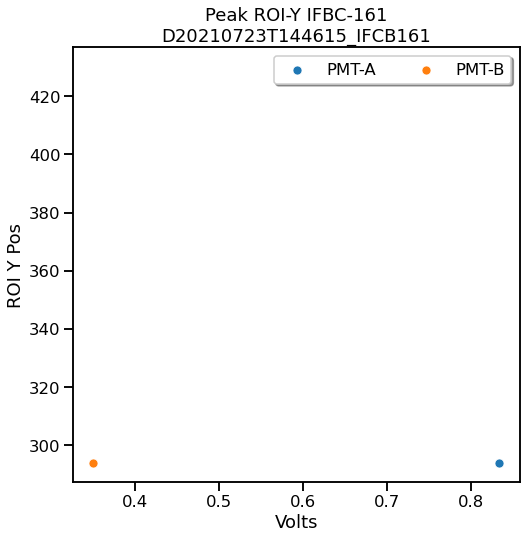 Peak ROI-Y IFBC-161
D20210723T144615_IFCB161
PMT-A PMT-B
ROI Y Pos
420
400
380
360
340
320
300
0.4 0.5 0.6 0.7 0.8
Volts